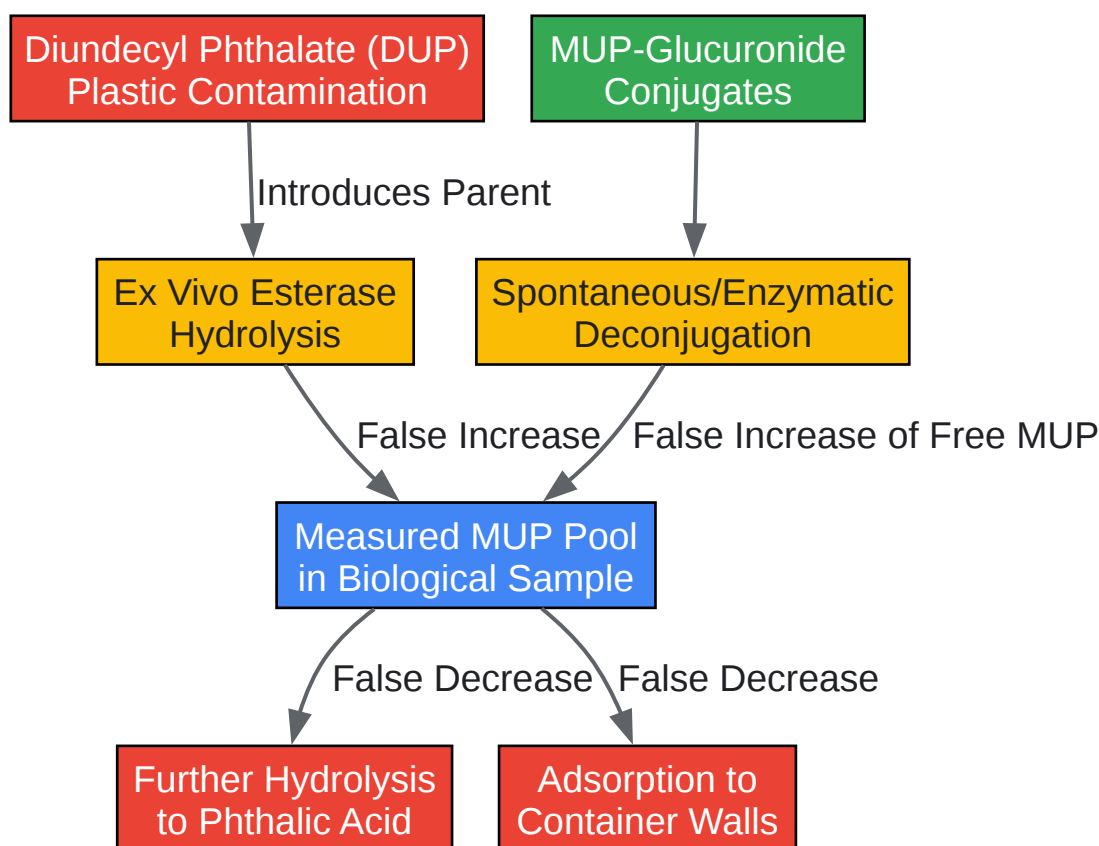 Diundecyl Phthalate (DUP)
Plastic Contamination
MUP-Glucuronide
Conjugates
Introduces Parent
Ex Vivo Esterase
Hydrolysis
Spontaneous/Enzymatic
Deconjugation
False Increase
False Increase of Free MUP
Measured MUP Pool
in Biological Sample
False Decrease
False Decrease
Further Hydrolysis
to Phthalic Acid
Adsorption to
Container Walls